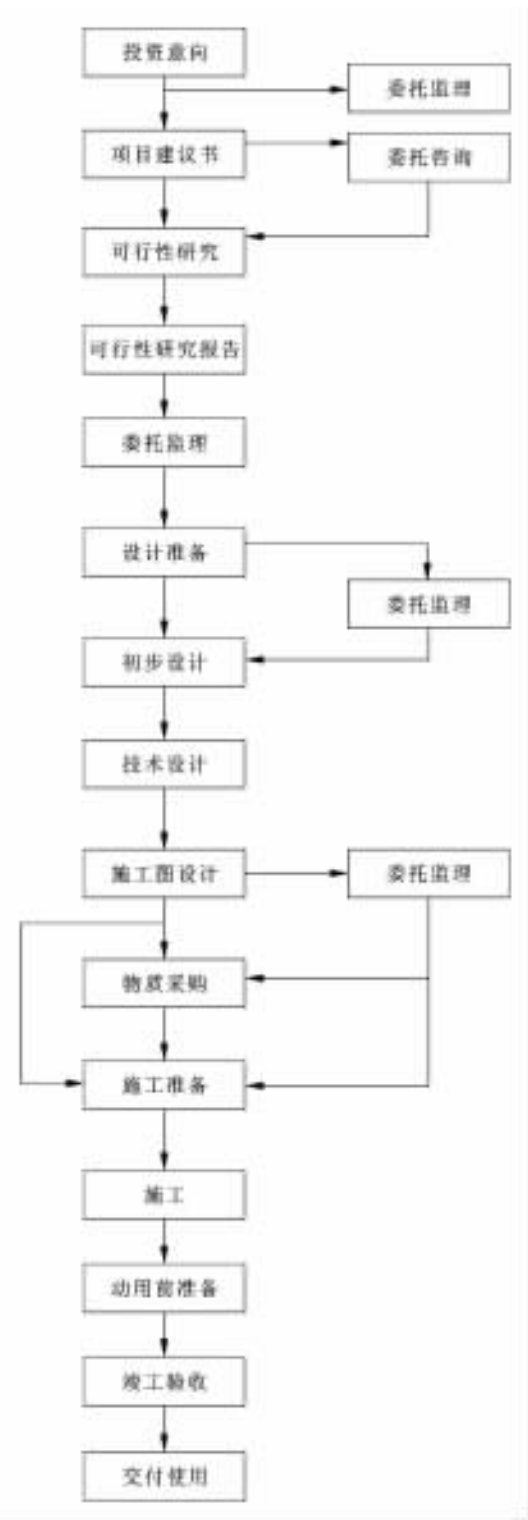 投资意向
委托监理
项目建议书
委托咨询
可行性研究
可行性研究报告
委托监理
设计准备
委托监理
初步设计
技术设计
施工图设计
委托监理
物质采购
施工准备
施工
动用前准备
竣工验收
交付使用